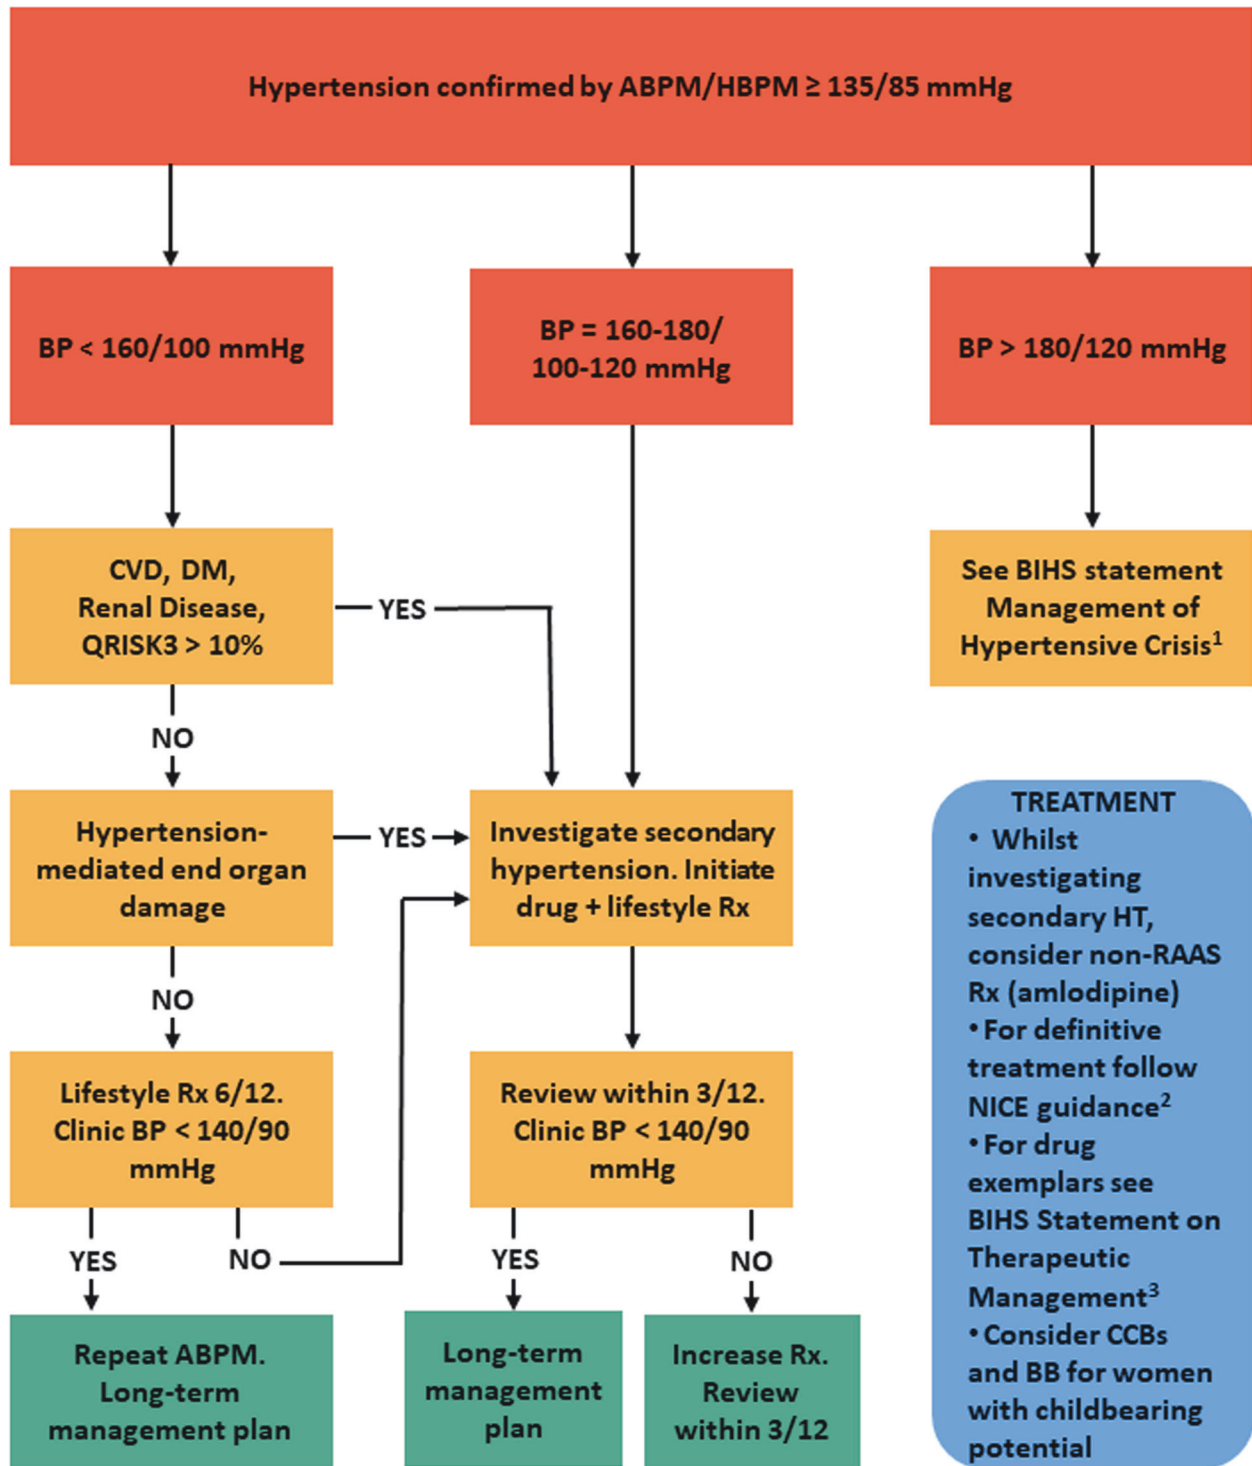 Hypertension confirmed by ABPM/HBPM ≥ 135/85 mmHg
BP < 160/100 mmHg
BP = 160-180/
100-120 mmHg
BP > 180/120 mmHg
CVD, DM,
Renal Disease,
QRISK3 > 10%
YES
See BIHS statement
Management of
Hypertensive Crisis¹
NO
Hypertension-
mediated end organ
damage
YES
Investigate secondary
hypertension. Initiate
drug + lifestyle Rx
NO
Lifestyle Rx 6/12.
Clinic BP < 140/90
mmHg
Review within 3/12.
Clinic BP < 140/90
mmHg
YES
NO
YES
NO
Repeat ABPM.
Long-term
management plan
Long-term
management
plan
Increase Rx.
Review
within 3/12
TREATMENT
• Whilst
investigating
secondary HT,
consider non-RAAS
Rx (amlodipine)
• For definitive
treatment follow
NICE guidance²
• For drug
exemplars see
BIHS Statement on
Therapeutic
Management³
• Consider CCBs
and BB for women
with childbearing
potential